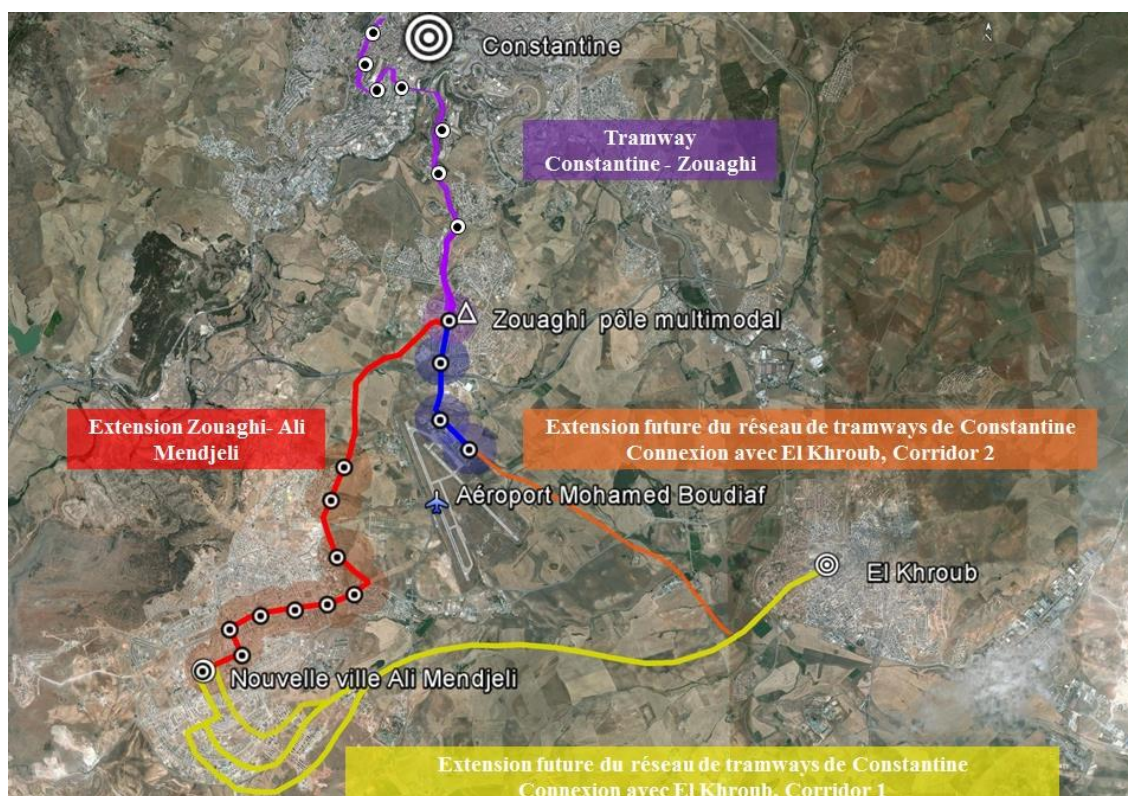 Constantine
Tramway
Constantine - Zouaghi
Zouaghi pôle multimodal
Extension Zouaghi- Ali
Mendjeli
Extension future du réseau de tramways de Constantine
Connexion avec El Khroub, Corridor 2
Aéroport Mohamed Boudiaf
El Khroub
Nouvelle ville Ali Mendjeli
Extension future du réseau de tramways de Constantine
Connexion avec El Khroub, Corridor 1